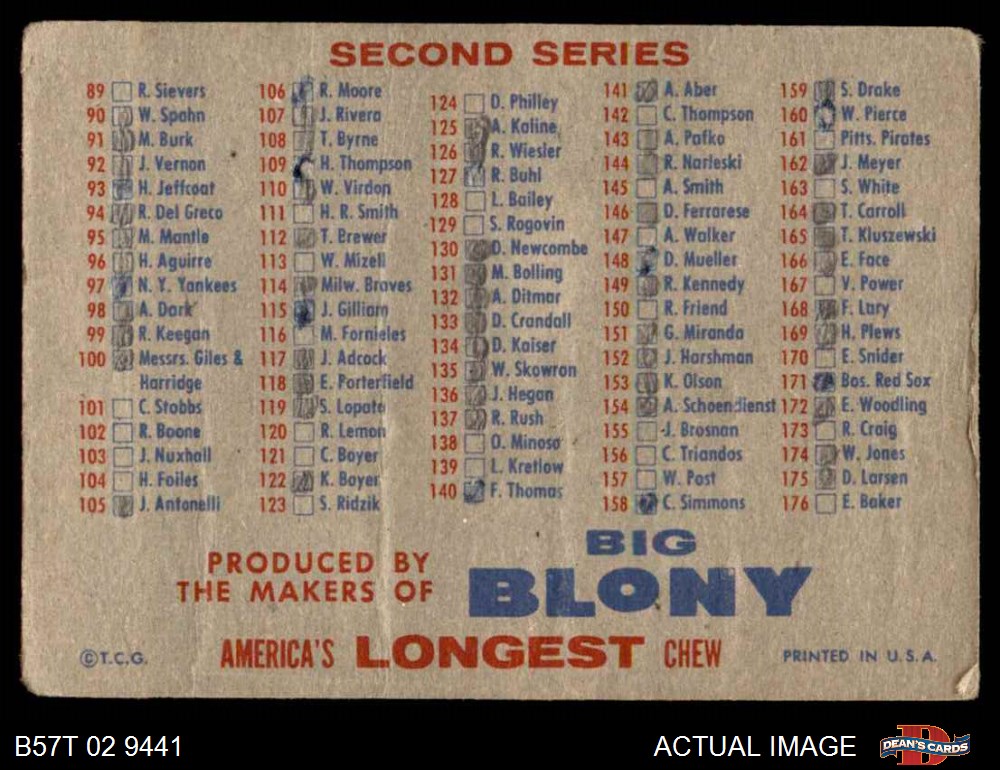 SECOND SERIES
89 R. Sievers
90 W. Spahn
91 M. Burk
92 J. Vernon
93 H. Jeffcoat
94 R. Del Greco
95 M. Mantle
96 H. Aguirre
97 N. Y. Yankees
98 A. Dark
99 R. Keegan
100 Messrs. Giles &
Harridge
101 C. Stobbs
102 R. Boone
103 J. Nuxhall
104 H. Foiles
105 J. Antonelli
106 R. Moore
107 J. Rivera
108 T. Byrne
109 H. Thompson
110 W. Virdon
111 H. R. Smith
112 T. Brewer
113 W. Mizell
114 Milw. Braves
115 J. Gilliam
116 M. Fornieles
117 J. Adcock
118 E. Porterfield
119 S. Lopata
120 R. Lemon
121 C. Boyer
122 K. Boyer
123 S. Ridzik
124 D. Philley
125 A. Kaline
126 R. Wiesler
127 R. Buhl
128 L. Bailey
129 S. Rogovin
130 D. Newcombe
131 M. Bolling
132 A. Ditmar
133 D. Crandall
134 D. Kaiser
135 W. Skowron
136 J. Hegan
137 R. Rush
138 O. Minoso
139 L. Kretlow
140 F. Thomas
141 A. Aber
142 C. Thompson
143 A. Pafko
144 R. Narleski
145 A. Smith
146 D. Ferrarese
147 A. Walker
148 D. Mueller
149 R. Kennedy
150 R. Friend
151 G. Miranda
152 J. Harshman
153 K. Olson
154 A. Schoendienst
155 J. Brosnan
156 C. Triandos
157 W. Post
158 C. Simmons
159 S. Drake
160 W. Pierce
161 Pitts. Pirates
162 J. Meyer
163 S. White
164 T. Carroll
165 T. Kluszewski
166 E. Face
167 V. Power
168 F. Lary
169 H. Plews
170 E. Snider
171 Bos. Red Sox
172 E. Woodling
173 R. Craig
174 W. Jones
175 D. Larsen
176 E. Baker
PRODUCED BY
THE MAKERS OF
BIG
BLONY
AMERICA'S LONGEST CHEW
©T.C.G.
PRINTED IN U.S.A.
B57T 02 9441
ACTUAL IMAGE
D
DEAN'S CARDS